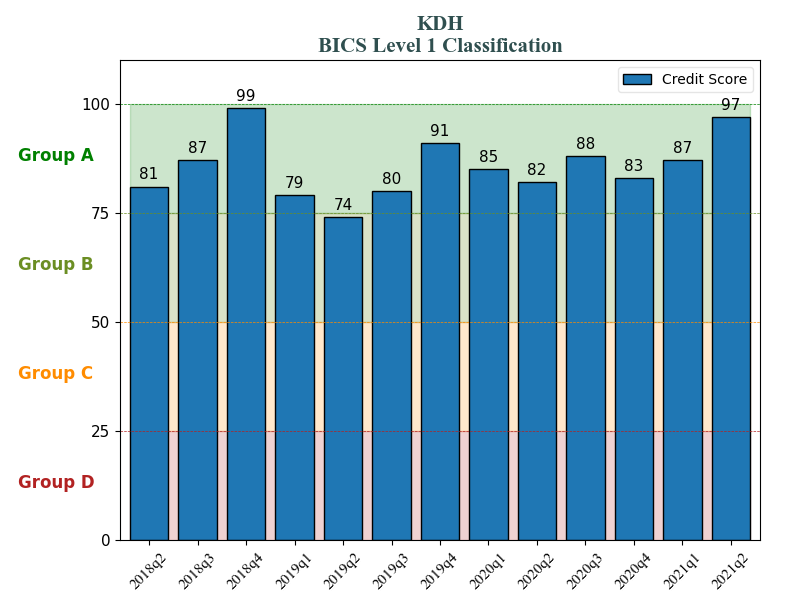 KDH
BICS Level 1 Classification
Credit Score
100
75
50
25
0
Group A
Group B
Group C
Group D
81
87
99
79
74
80
91
85
82
88
83
87
97
2018q2
2018q3
2018q4
2019q1
2019q2
2019q3
2019q4
2020q1
2020q2
2020q3
2020q4
2021q1
2021q2